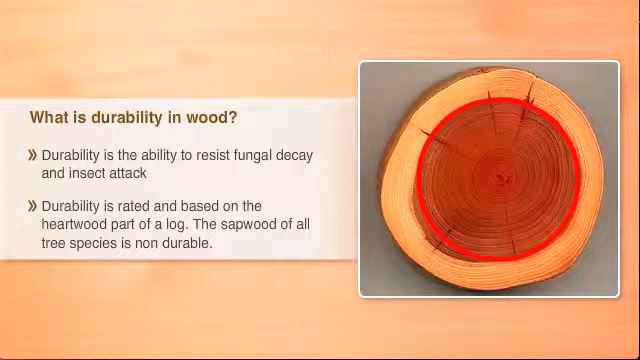 What is durability in wood?
» Durability is the ability to resist fungal decay
and insect attack
» Durability is rated and based on the
heartwood part of a log. The sapwood of all
tree species is non durable.